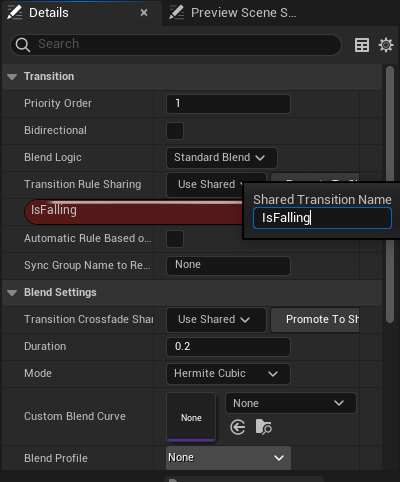 Details
Preview Scene S...
Search
Transition
Priority Order 1
Bidirectional
Blend Logic Standard Blend
Transition Rule Sharing Use Shared
Shared Transition Name
IsFalling
IsFalling
Automatic Rule Based o...
Sync Group Name to Re... None
Blend Settings
Transition Crossfade Shar Use Shared Promote To Sh
Duration 0.2
Mode Hermite Cubic
Custom Blend Curve None None
Blend Profile None